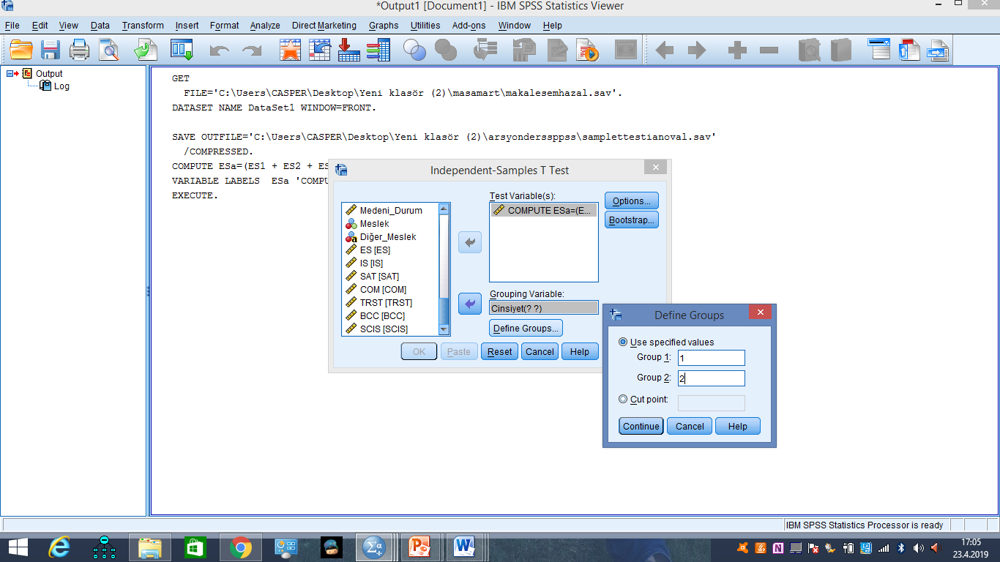 *Output1 [Document1] - IBM SPSS Statistics Viewer
File Edit View Data Transform Insert Format Analyze Direct Marketing Graphs Utilities Add-ons Window Help
Output
Log
GET
FILE='C:\Users\CASPER\Desktop\Yeni klasör (2)\masamart\makalesemhazal.sav'.
DATASET NAME DataSet1 WINDOW=FRONT.
SAVE OUTFILE='C:\Users\CASPER\Desktop\Yeni klasör (2)\arsyonderssppss\samplettestianoval.sav'
/COMPRESSED.
COMPUTE ESa=(ES1 + ES2 + ES
VARIABLE LABELS ESa 'COMPU
EXECUTE.
Independent-Samples T Test
Medeni_Durum
Meslek
Diğer_Meslek
ES [ES]
IS [IS]
SAT [SAT]
COM [COM]
TRST [TRST]
BCC [BCC]
SCIS [SCIS]
Test Variable(s):
COMPUTE ESa=(E...
Options...
Bootstrap...
Grouping Variable:
Cinsiyet(? ?)
Define Groups...
OK Paste Reset Cancel Help
Define Groups
Use specified values
Group 1: 1
Group 2: 2
Cut point:
Continue Cancel Help
IBM SPSS Statistics Processor is ready
17:05
23.4.2019